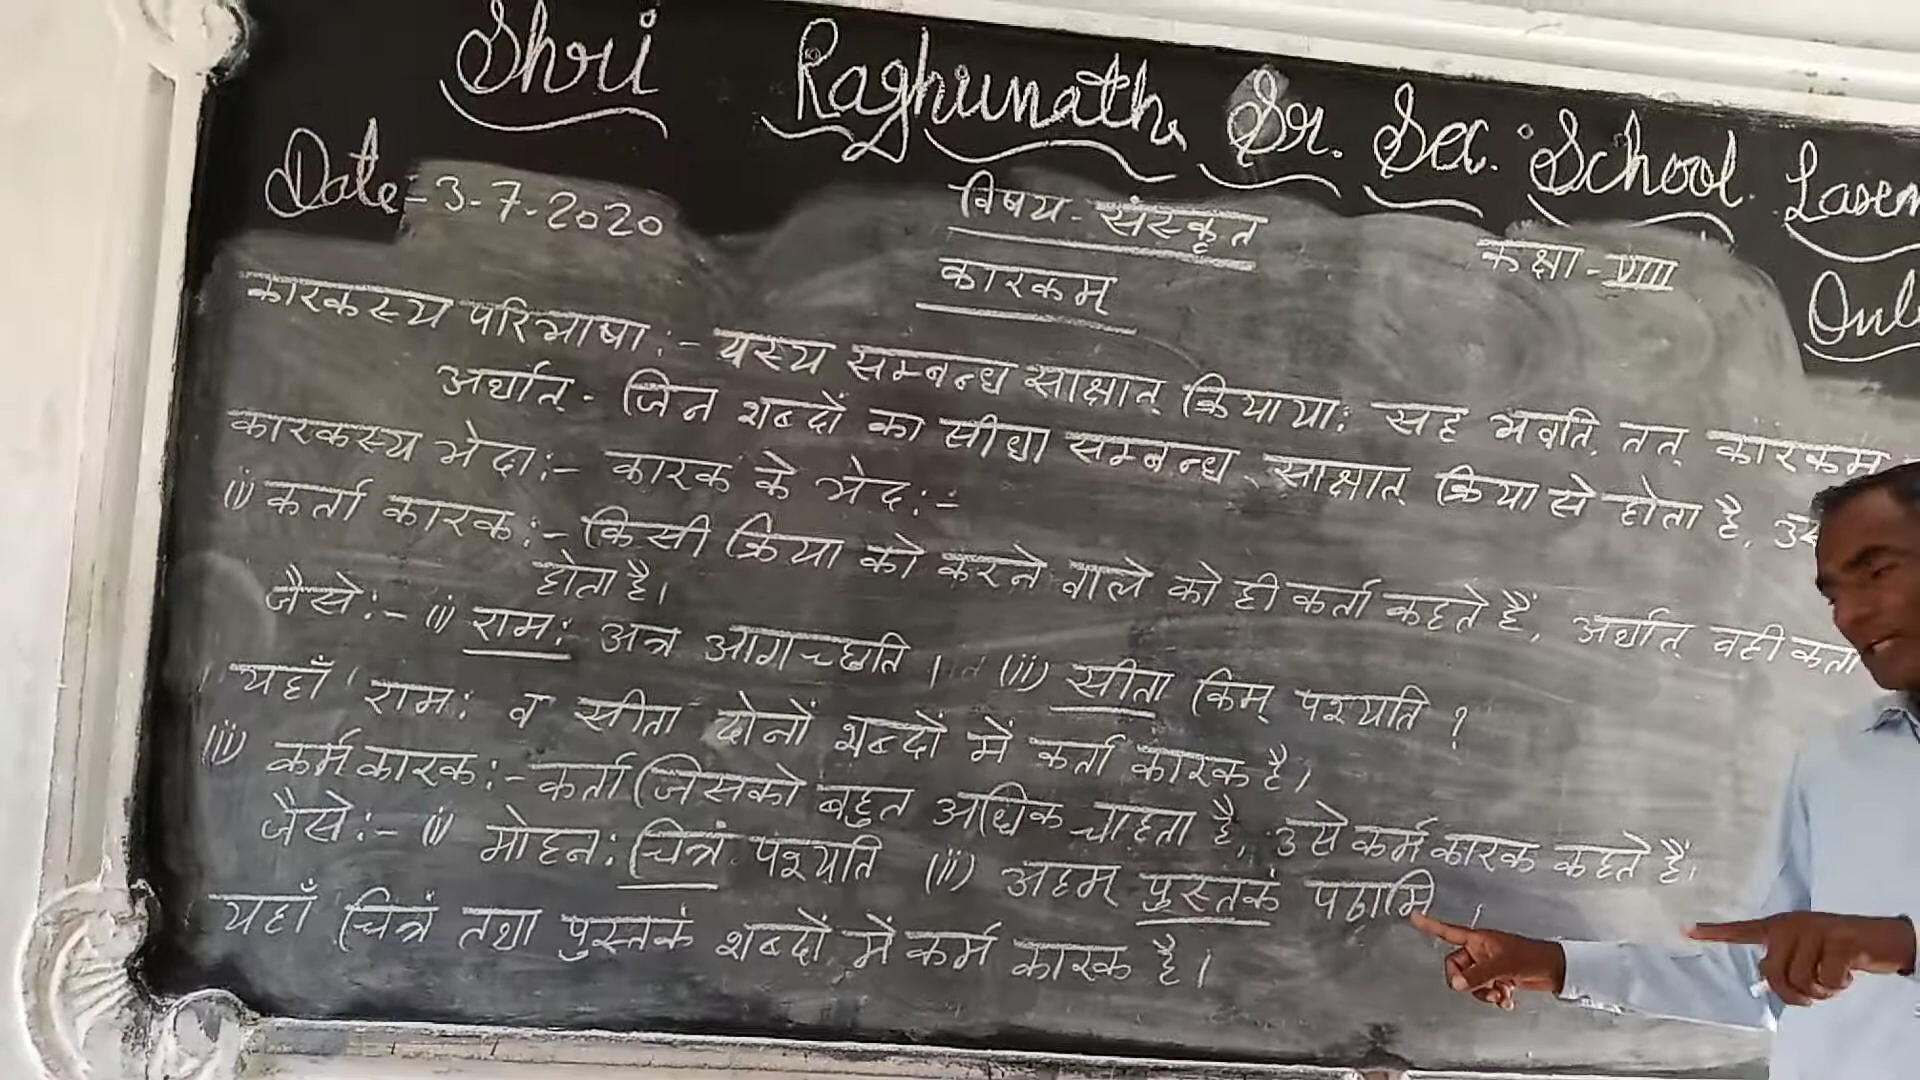 Shri Raghunath Sr. Sec. School
Date:- 3-7-2020
विषय - संस्कृत
कक्षा - VIII
कारकम्
कारकस्य परिभाषा:- यस्य सम्बन्ध साक्षात् क्रियाया: सह भवति, तत् कारकम्
अर्थात् - जिन शब्दों का सीधा सम्बन्ध साक्षात् क्रिया से होता है,
कारकस्य भेदा:- कारक के भेद:-
(i) कर्ता कारक:- किसी क्रिया को करने वाले को ही कर्ता कहते हैं, अर्थात् वही कर्ता
होता है।
जैसे:- (i) राम: अत्र आगच्छति। (ii) सीता किम् पश्यति ?
यहाँ राम: व सीता दोनों शब्दों में कर्ता कारक है।
(ii) कर्म कारक:- कर्ता जिसको बहुत अधिक चाहता है, उसे कर्म कारक कहते हैं।
जैसे:- (i) मोहन: चित्रं पश्यति (ii) अहम् पुस्तकं पठामि।
यहाँ चित्रं तथा पुस्तकं शब्दों में कर्म कारक है।